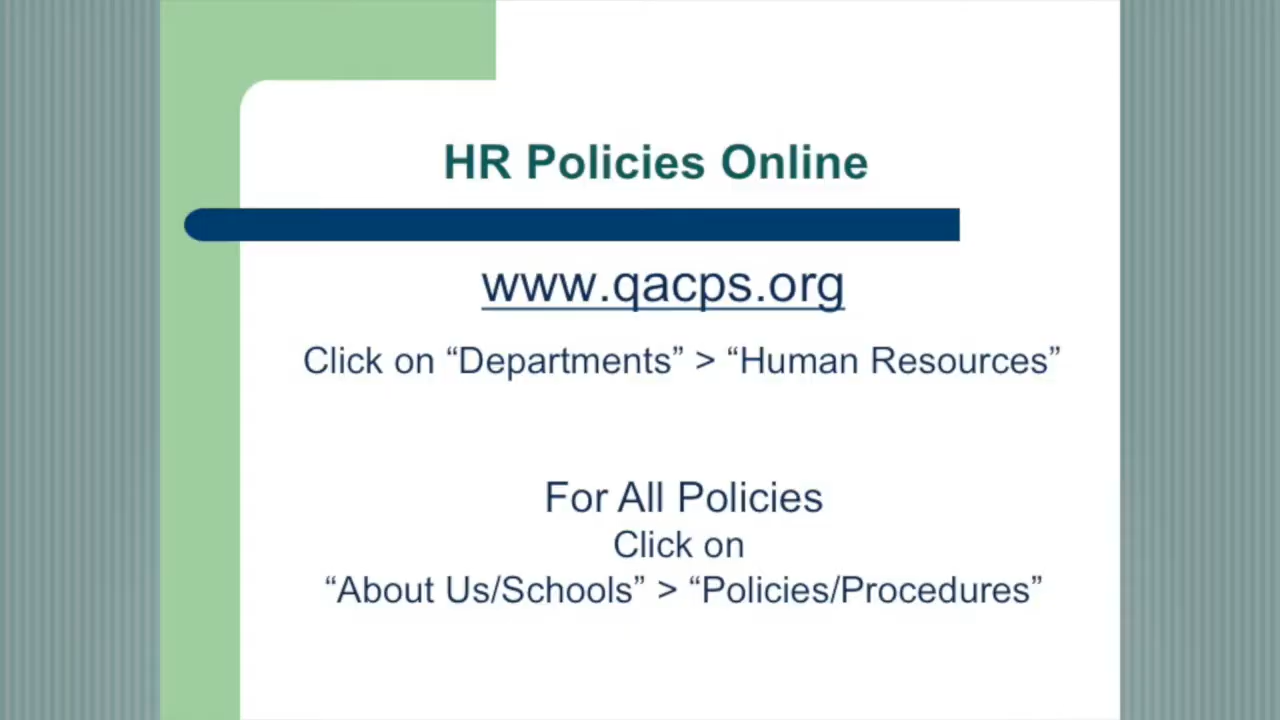 HR Policies Online
www.qacps.org
Click on “Departments” > “Human Resources”
For All Policies
Click on
“About Us/Schools” > “Policies/Procedures”